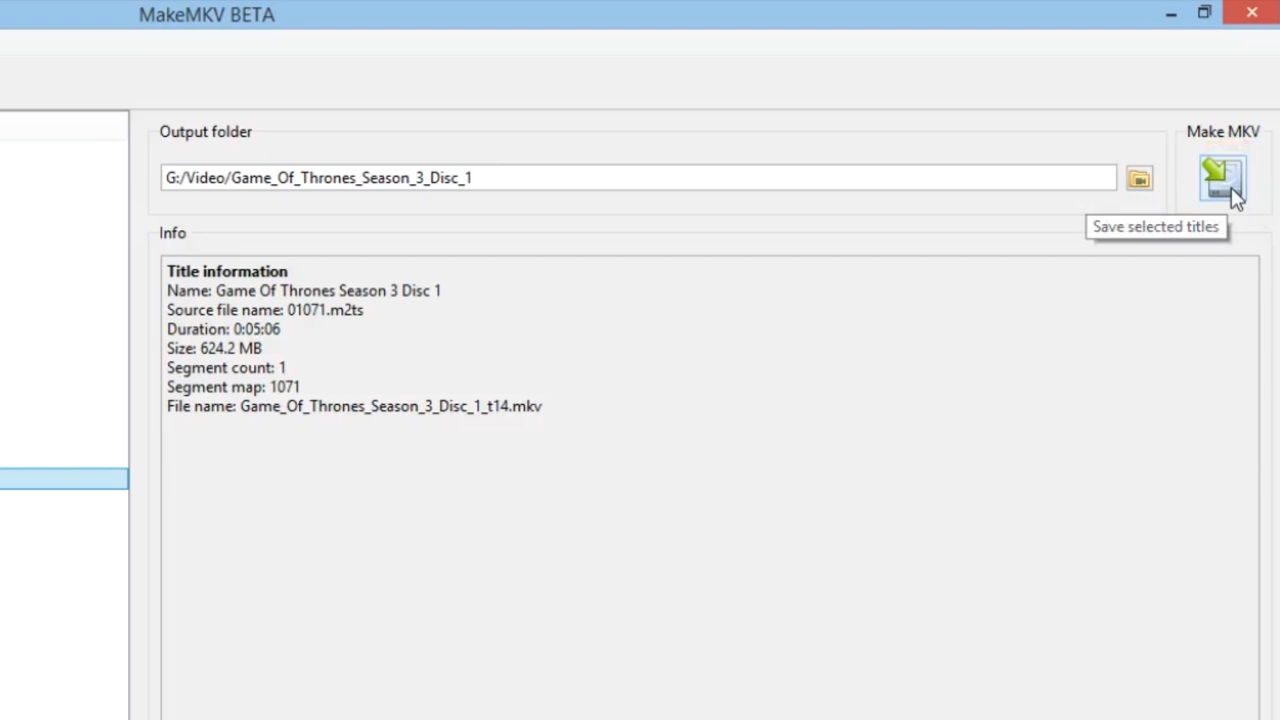 MakeMKV BETA
Output folder
Make MKV
G:/Video/Game_Of_Thrones_Season_3_Disc_1
Save selected titles
Info
Title information
Name: Game Of Thrones Season 3 Disc 1
Source file name: 01071.m2ts
Duration: 0:05:06
Size: 624.2 MB
Segment count: 1
Segment map: 1071
File name: Game_Of_Thrones_Season_3_Disc_1_t14.mkv